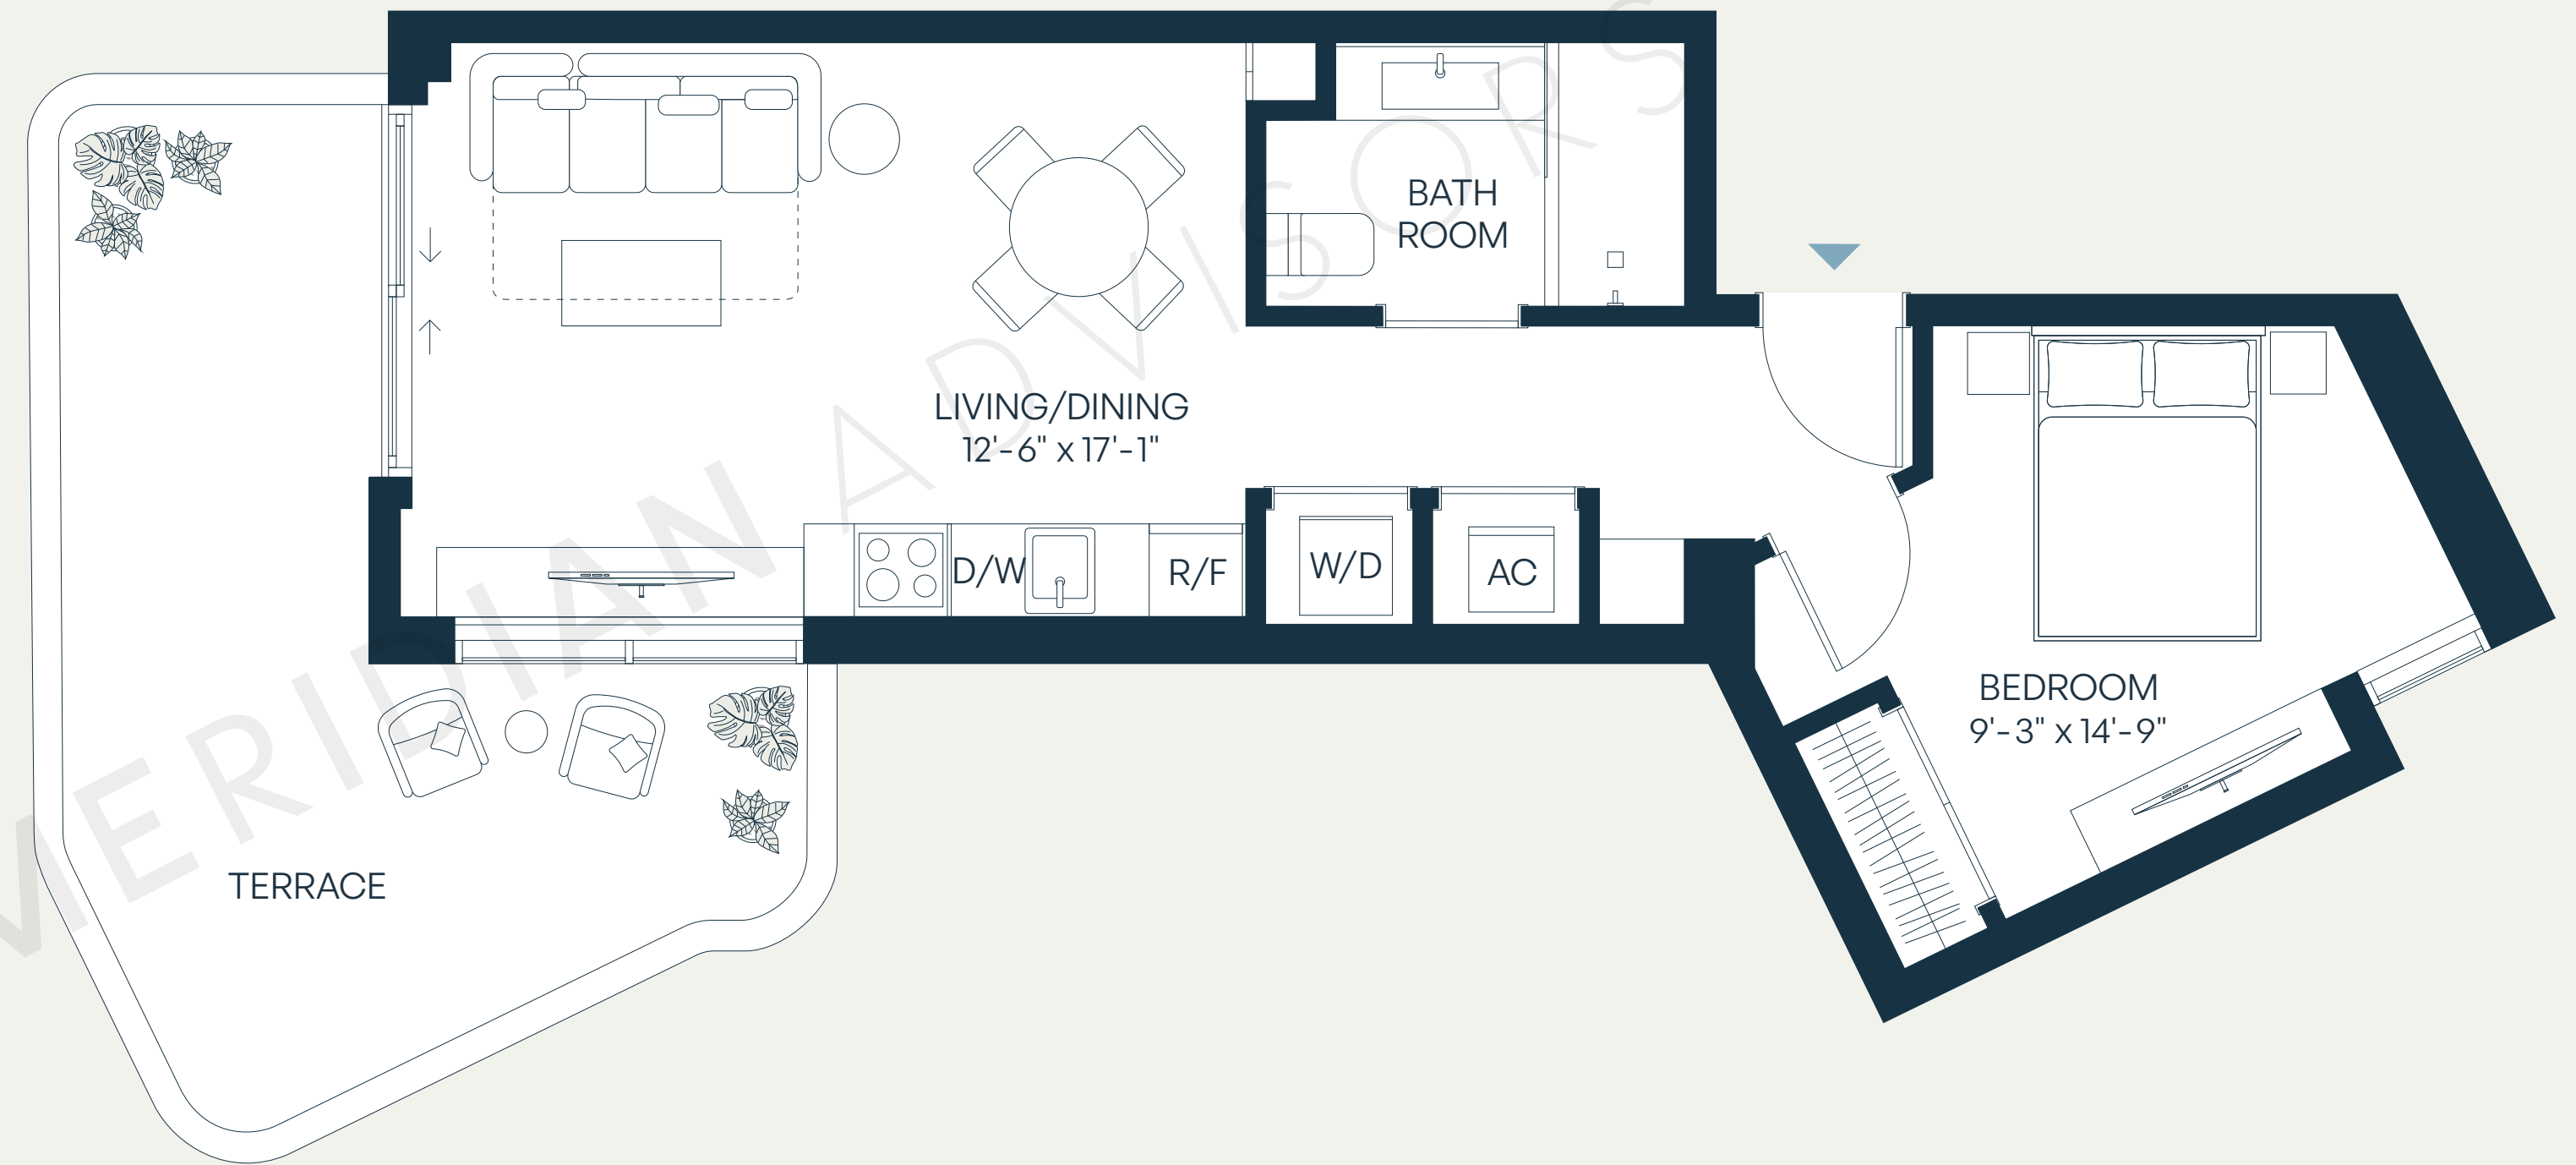 BATH
ROOM
LIVING/DINING
12'-6" x 17'-1"
D/W
R/F
W/D
AC
BEDROOM
9'-3" x 14'-9"
TERRACE
MERIDIAN ADVISORS